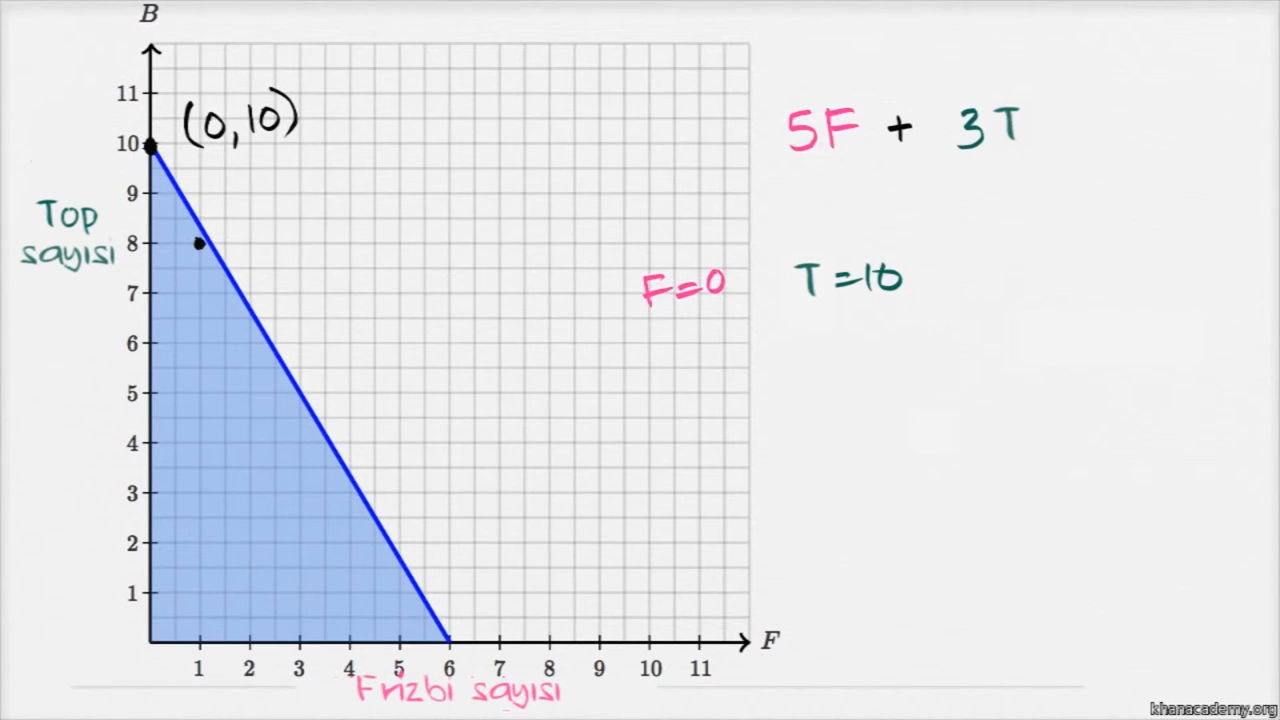 B
(0,10)
5F + 3T
11
10
9
8
7
6
5
4
3
2
1
Top
sayısı
F=0 T=10
F
1 2 3 4 5 6 7 8 9 10 11
Frizbi sayısı
khanacademy.org